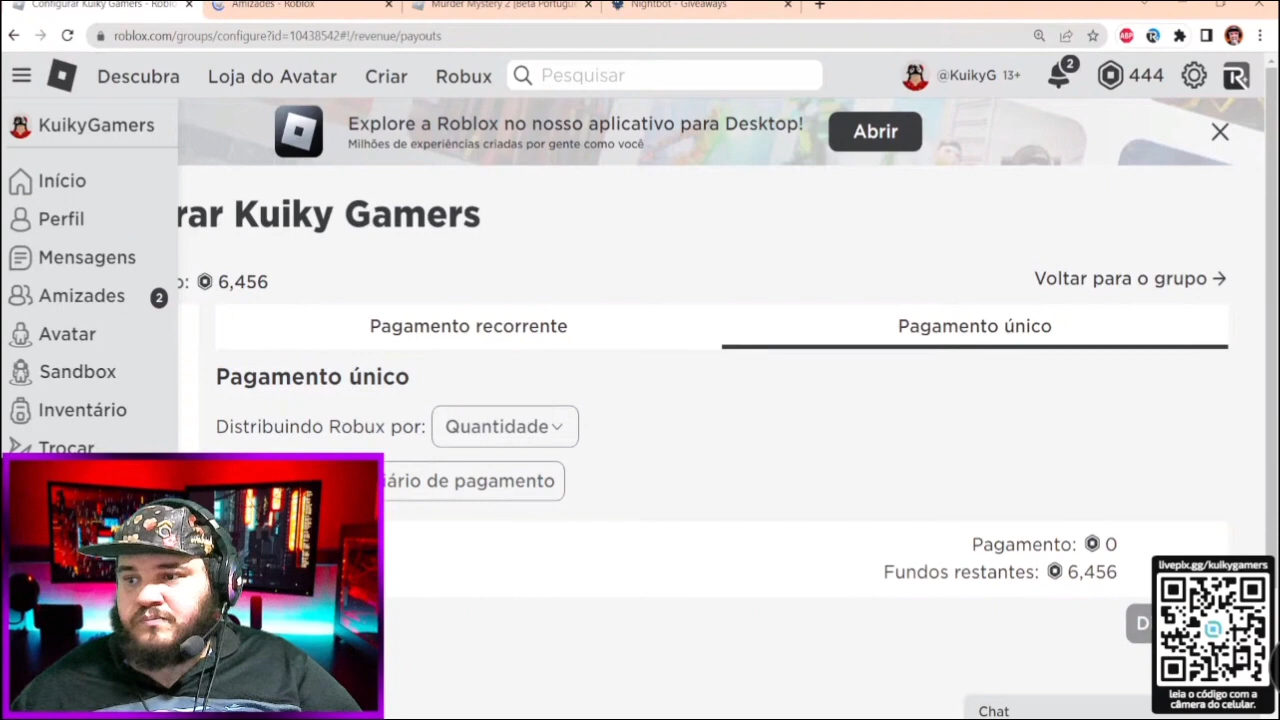 Configurar Kuiky Gamers - Roblox
Amizades - Roblox
Murder Mystery 2 [Beta Portugu
Nightbot - Giveaways
roblox.com/groups/configure?id=10438542#!/revenue/payouts
ABP
Descubra
Loja do Avatar
Criar
Robux
Pesquisar
@KuikyG 13+
2
444
KuikyGamers
Explore a Roblox no nosso aplicativo para Desktop!
Milhões de experiências criadas por gente como você
Abrir
Início
Perfil
Mensagens
Amizades 2
Avatar
Sandbox
Inventário
Trocar
rar Kuiky Gamers
o: 6,456
Voltar para o grupo →
Pagamento recorrente
Pagamento único
Pagamento único
Distribuindo Robux por: Quantidade
iário de pagamento
Pagamento: 0
Fundos restantes: 6,456
D
livepix.gg/kuikygamers
leia o código com a
câmera do celular.
Chat